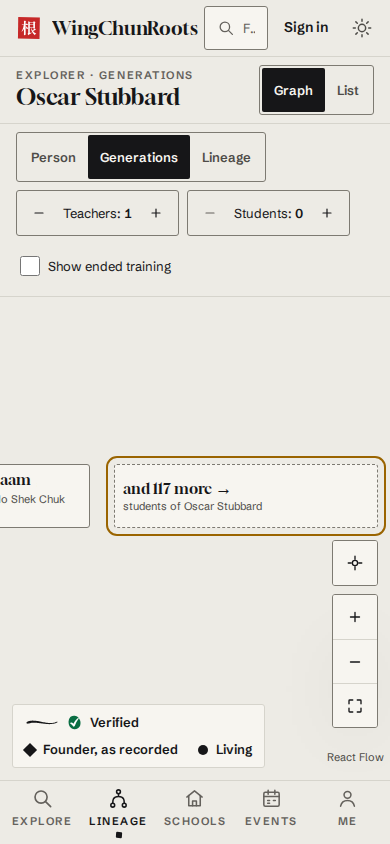 根 WingChunRoots F.. Sign in
EXPLORER · GENERATIONS
Oscar Stubbard
Graph List
Person Generations Lineage
− Teachers: 1 + − Students: 0 +
Show ended training
aam
lo Shek Chuk
and 117 more →
students of Oscar Stubbard
+
−
Verified
Founder, as recorded Living
React Flow
EXPLORE LINEAGE SCHOOLS EVENTS ME